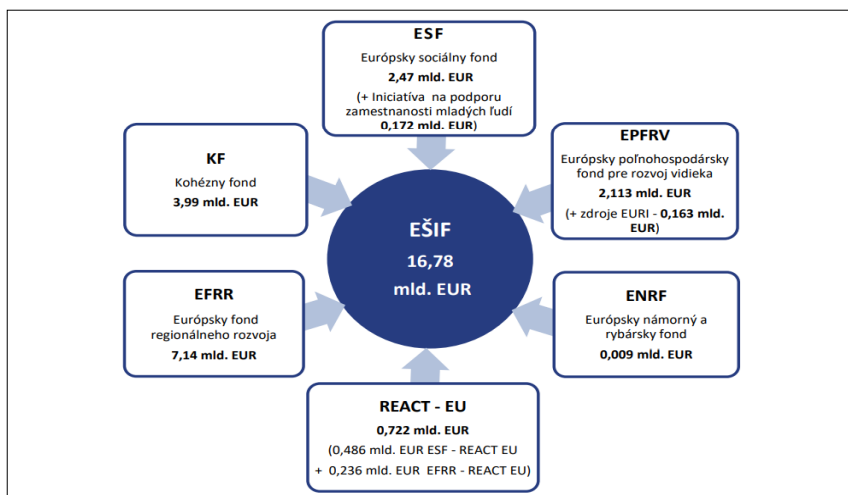 ESF
Európsky sociálny fond
2,47 mld. EUR
(+ Iniciatíva na podporu
zamestnanosti mladých ľudí
0,172 mld. EUR)
KF
Kohézny fond
3,99 mld. EUR
EPFRV
Európsky poľnohospodársky
fond pre rozvoj vidieka
2,113 mld. EUR
(+ zdroje EURI - 0,163 mld.
EUR)
EŠIF
16,78
mld. EUR
EFRR
Európsky fond
regionálneho rozvoja
7,14 mld. EUR
ENRF
Európsky námorný a
rybársky fond
0,009 mld. EUR
REACT - EU
0,722 mld. EUR
(0,486 mld. EUR ESF - REACT EU
+ 0,236 mld. EUR EFRR - REACT EU)